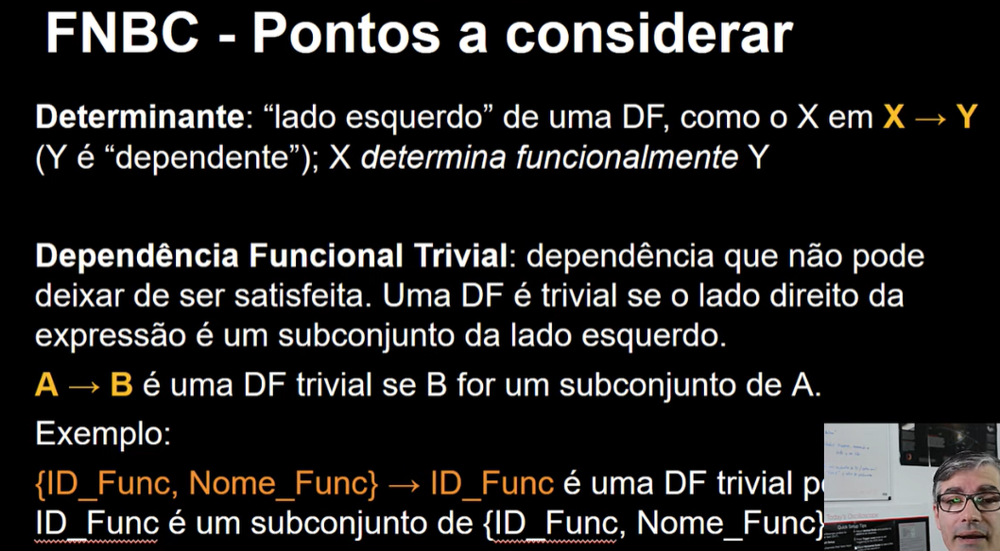 FNBC - Pontos a considerar
Determinante: “lado esquerdo” de uma DF, como o X em X → Y
(Y é “dependente”); X determina funcionalmente Y
Dependência Funcional Trivial: dependência que não pode
deixar de ser satisfeita. Uma DF é trivial se o lado direito da
expressão é um subconjunto da lado esquerdo.
A → B é uma DF trivial se B for um subconjunto de A.
Exemplo:
{ID_Func, Nome_Func} → ID_Func é uma DF trivial
ID_Func é um subconjunto de {ID_Func, Nome_Func}
Quick Setup Tips